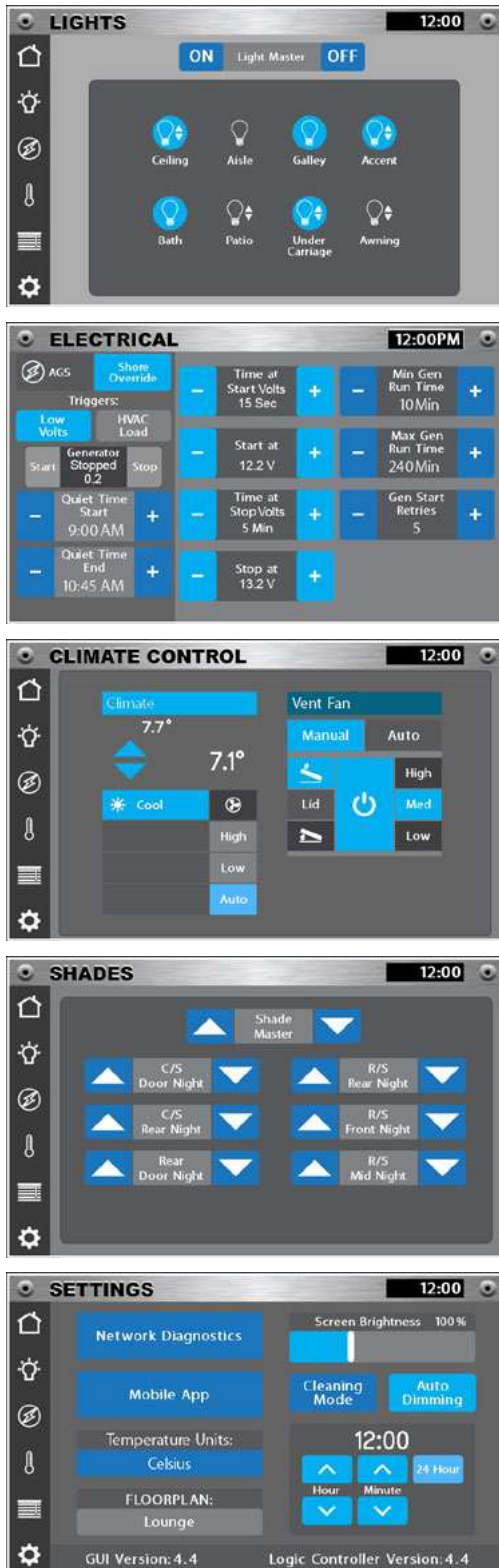 LIGHTS 12:00
ON Light Master OFF
Ceiling Aisle Galley Accent
Bath Patio Under Carriage Awning
ELECTRICAL 12:00PM
AGS
Shore
Override
Triggers:
Low
Volts
HVAC
Load
Start
Generator
Stopped
0.2
Stop
−
Quiet Time
Start
9:00 AM
+
−
Quiet Time
End
10:45 AM
+
−
Time at
Start Volts
15 Sec
+
−
Start at
12.2 V
+
−
Time at
Stop Volts
5 Min
+
−
Stop at
13.2 V
+
−
Min Gen
Run Time
10Min
+
−
Max Gen
Run Time
240Min
+
−
Gen Start
Retries
5
+
CLIMATE CONTROL 12:00
Climate
7.7°
7.1°
Cool
High
Low
Auto
Vent Fan
Manual Auto
High
Lid Med
Low
SHADES 12:00
Shade
Master
C/S
Door Night
R/S
Rear Night
C/S
Rear Night
R/S
Front Night
Rear
Door Night
R/S
Mid Night
SETTINGS 12:00
Network Diagnostics
Mobile App
Temperature Units:
Celsius
FLOORPLAN:
Lounge
Screen Brightness 100%
Cleaning
Mode
Auto
Dimming
12:00
24 Hour
Hour Minute
GUI Version: 4.4 Logic Controller Version: 4.4